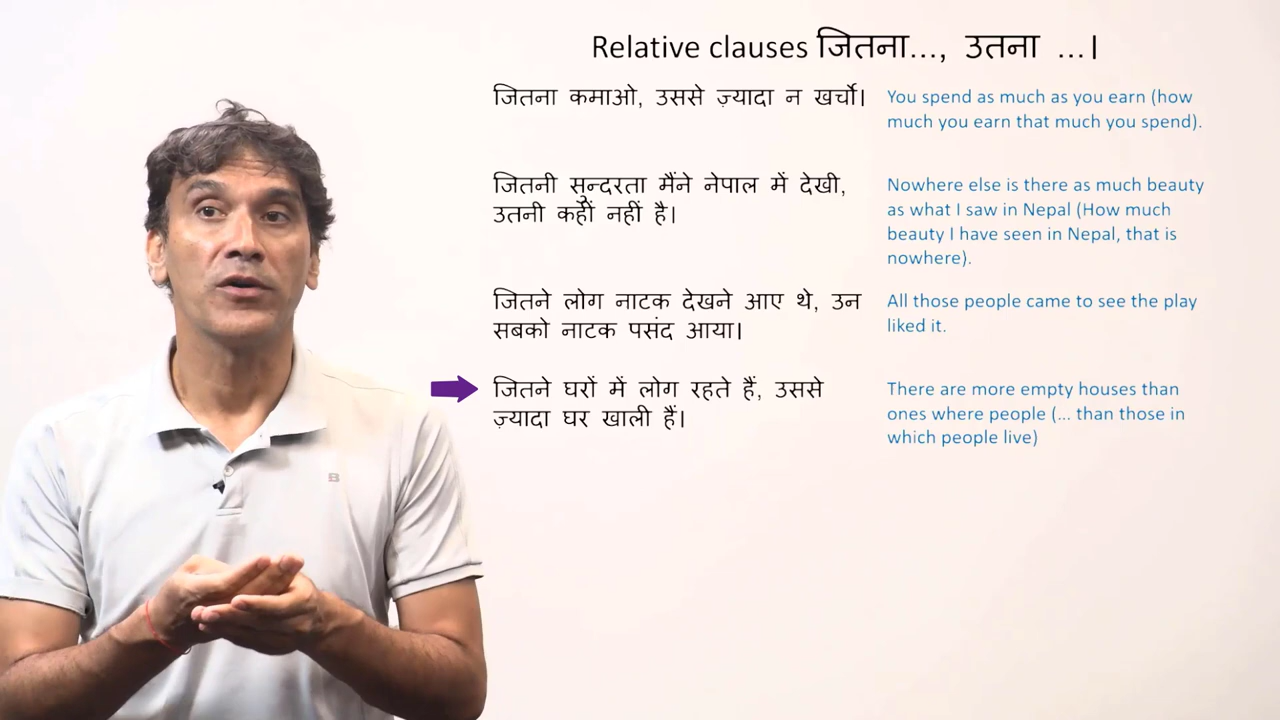 Relative clauses जितना..., उतना ...।
जितना कमाओ, उससे ज़्यादा न खर्चो।
You spend as much as you earn (how
much you earn that much you spend).
जितनी सुन्दरता मैंने नेपाल में देखी,
उतनी कहीं नहीं है।
Nowhere else is there as much beauty
as what I saw in Nepal (How much
beauty I have seen in Nepal, that is
nowhere).
जितने लोग नाटक देखने आए थे, उन
सबको नाटक पसंद आया।
All those people came to see the play
liked it.
जितने घरों में लोग रहते हैं, उससे
ज़्यादा घर खाली हैं।
There are more empty houses than
ones where people (... than those in
which people live)
B